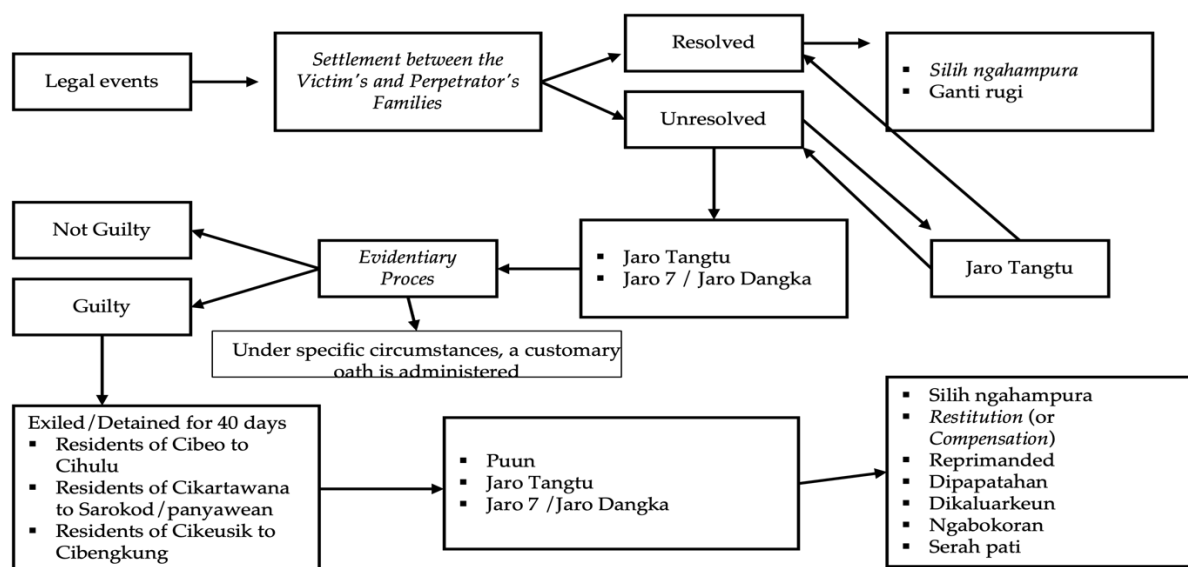 Legal events
Settlement between the
Victim's and Perpetrator's
Families
Resolved
▪ Silih ngahampura
▪ Ganti rugi
Unresolved
Not Guilty
Evidentiary
Proces
▪ Jaro Tangtu
▪ Jaro 7 / Jaro Dangka
Jaro Tangtu
Guilty
Under specific circumstances, a customary
oath is administered
Exiled/Detained for 40 days
▪ Residents of Cibeo to
Cihulu
▪ Residents of Cikartawana
to Sarokod/panyawean
▪ Residents of Cikeusik to
Cibengkung
▪ Puun
▪ Jaro Tangtu
▪ Jaro 7 /Jaro Dangka
▪ Silih ngahampura
▪ Restitution (or
Compensation)
▪ Reprimanded
▪ Dipapatahan
▪ Dikaluarkeun
▪ Ngabokoran
▪ Serah pati